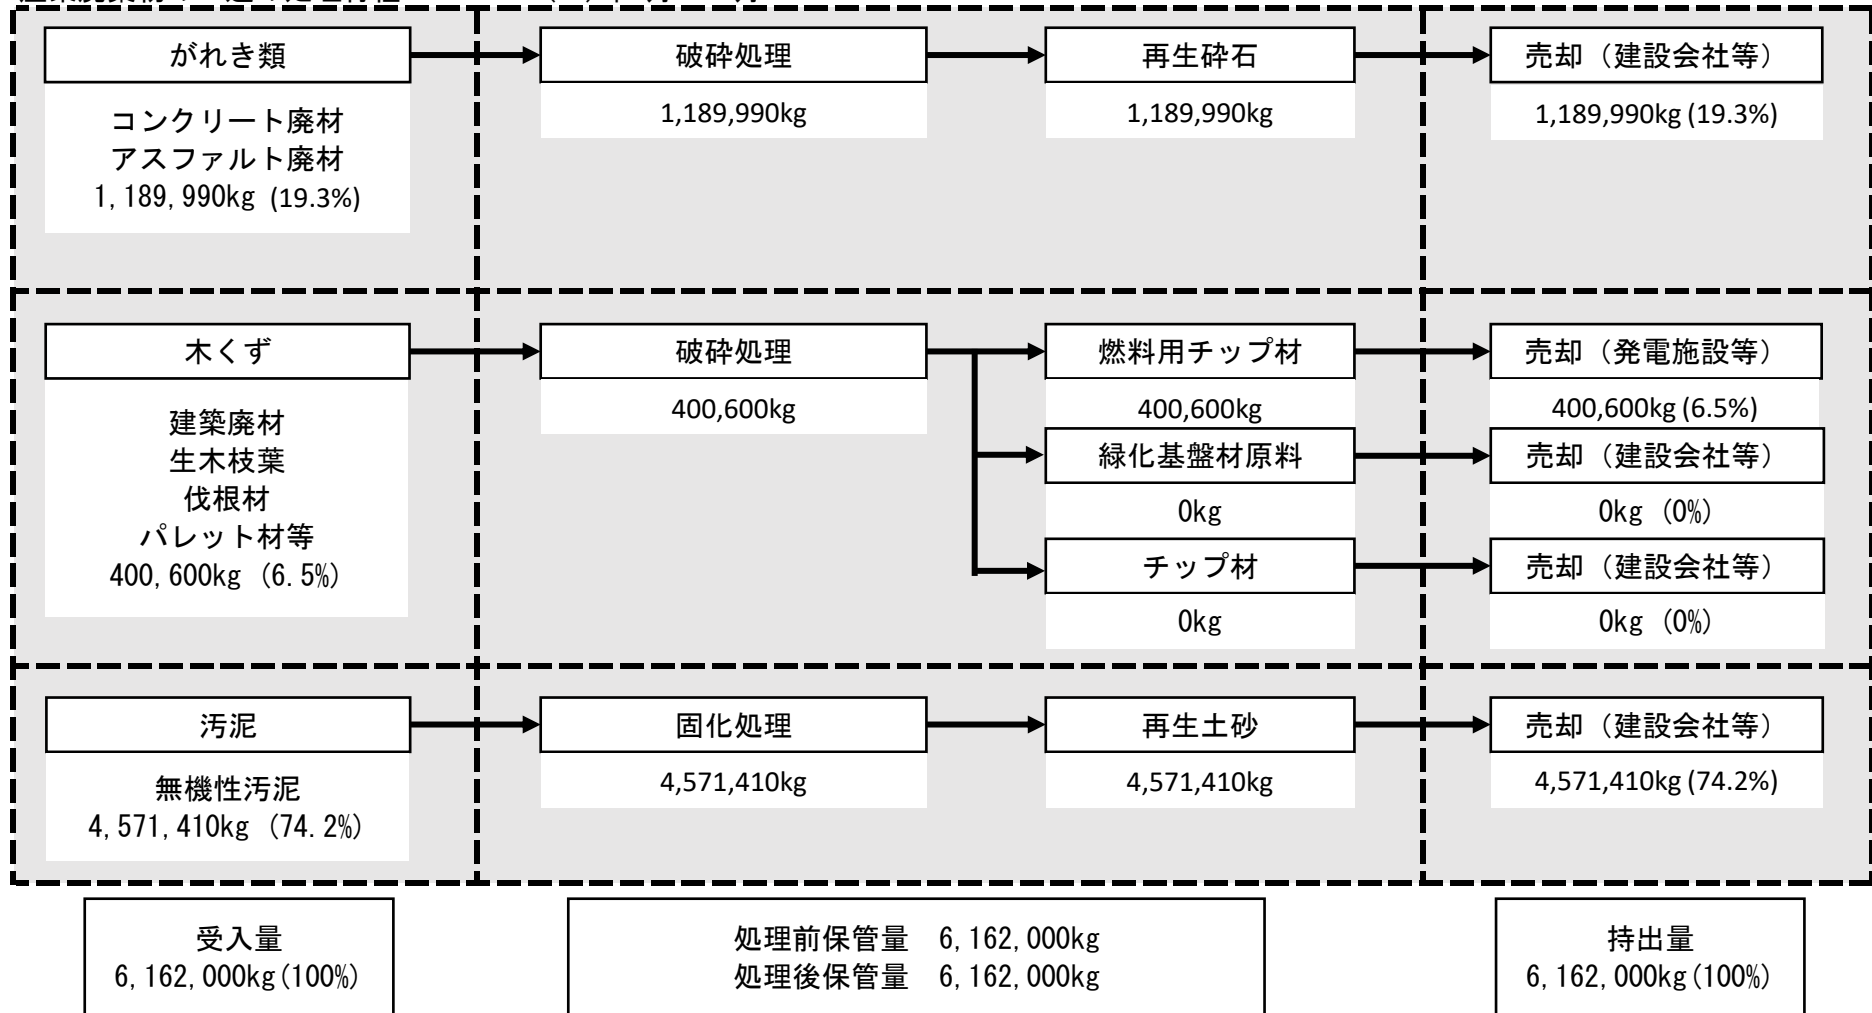 がれき類
破砕処理
再生砕石
売却（建設会社等）
コンクリート廃材
アスファルト廃材
1,189,990kg (19.3%)
1,189,990kg
1,189,990kg
1,189,990kg (19.3%)
木くず
破砕処理
燃料用チップ材
売却（発電施設等）
建築廃材
生木枝葉
伐根材
パレット材等
400,600kg (6.5%)
400,600kg
400,600kg
400,600kg (6.5%)
緑化基盤材原料
売却（建設会社等）
0kg
0kg (0%)
チップ材
売却（建設会社等）
0kg
0kg (0%)
汚泥
固化処理
再生土砂
売却（建設会社等）
無機性汚泥
4,571,410kg (74.2%)
4,571,410kg
4,571,410kg
4,571,410kg (74.2%)
受入量
6,162,000kg(100%)
処理前保管量　6,162,000kg
処理後保管量　6,162,000kg
持出量
6,162,000kg(100%)